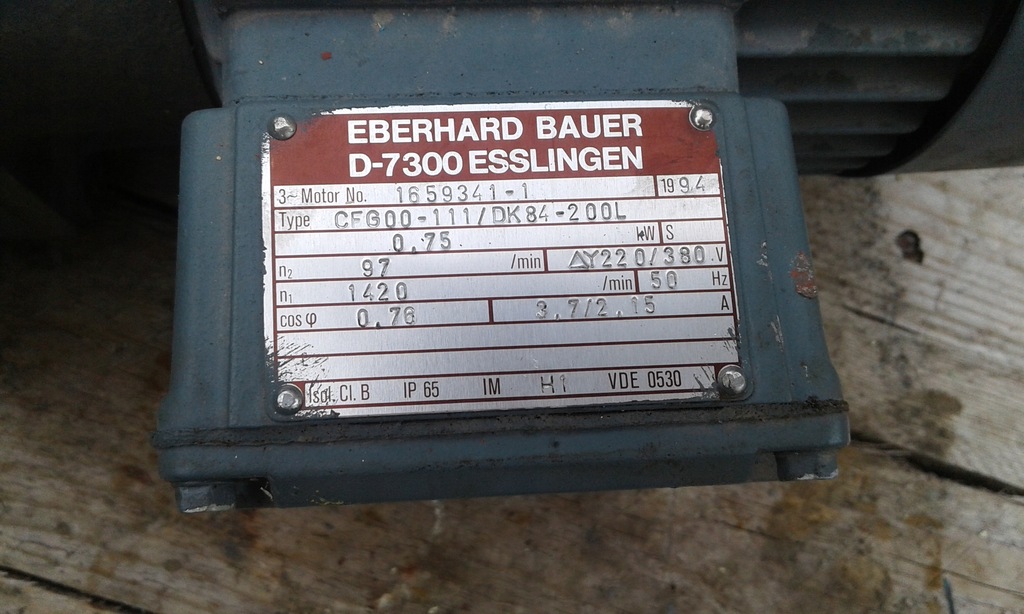 EBERHARD BAUER
D-7300 ESSLINGEN
3~ Motor No. 1659341-1 1994
Type CFG00-111/DK84-200L
0,75 kW S
n₂ 97 /min △Y220/380 V
n₁ 1420 /min 50 Hz
cos φ 0,76 3,7/2,15 A
Isol. Cl. B IP 65 IM H1 VDE 0530